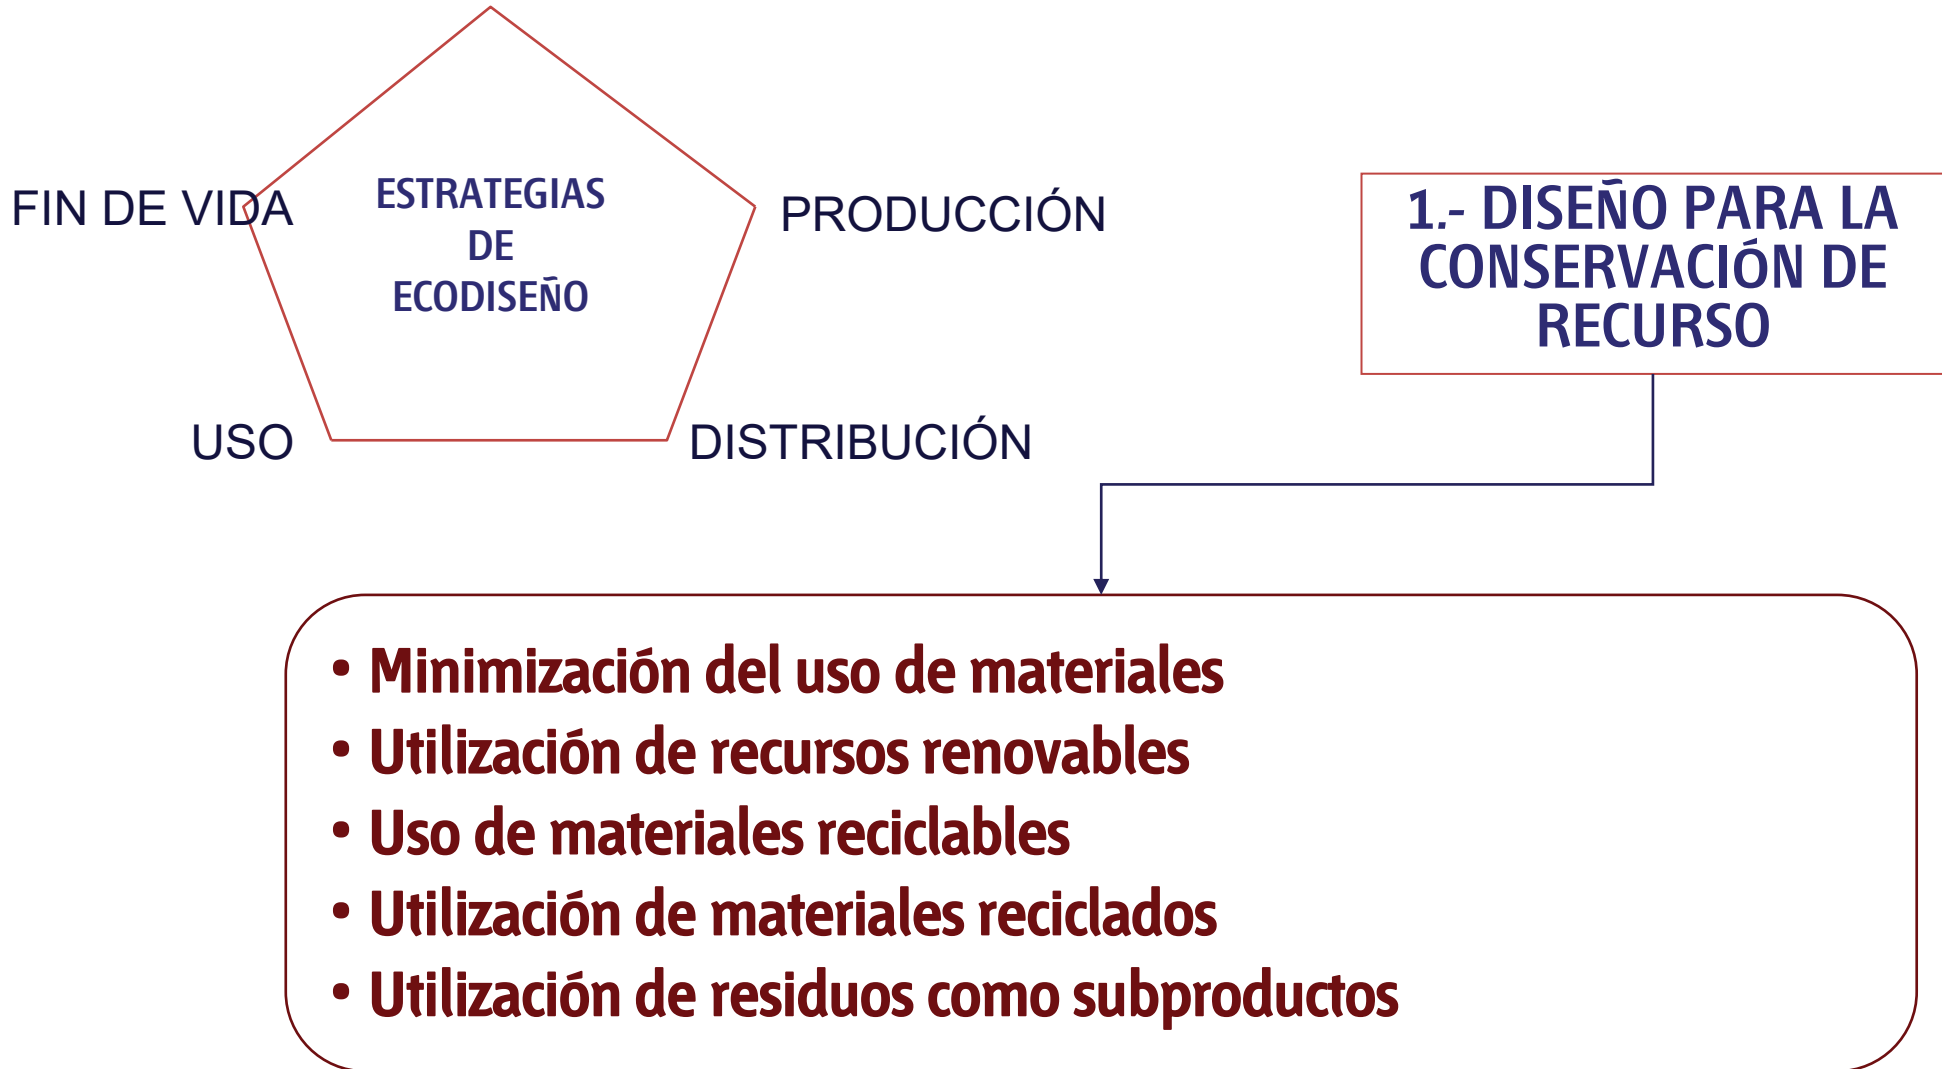 FIN DE VIDA
ESTRATEGIAS
DE
ECODISEÑO
PRODUCCIÓN
USO
DISTRIBUCIÓN
1.- DISEÑO PARA LA
CONSERVACIÓN DE
RECURSO
• Minimización del uso de materiales
• Utilización de recursos renovables
• Uso de materiales reciclables
• Utilización de materiales reciclados
• Utilización de residuos como subproductos